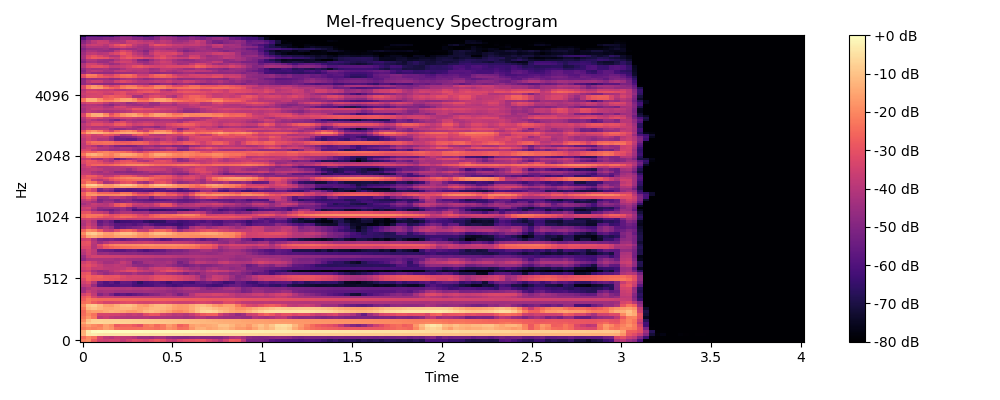 Mel-frequency Spectrogram
+0 dB
-10 dB
4096
-20 dB
-30 dB
2048
Hz
-40 dB
1024
-50 dB
-60 dB
512
-70 dB
0
-80 dB
0 0.5 1 1.5 2 2.5 3 3.5 4
Time